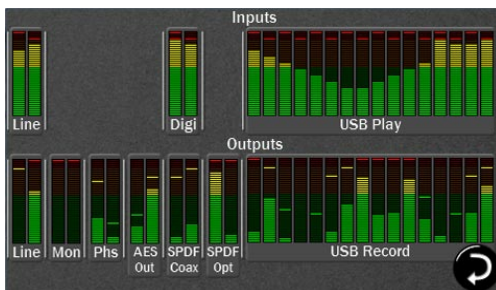 Inputs
Line Digi USB Play
Outputs
Line Mon Phs AES Out SPDF Coax SPDF Opt USB Record